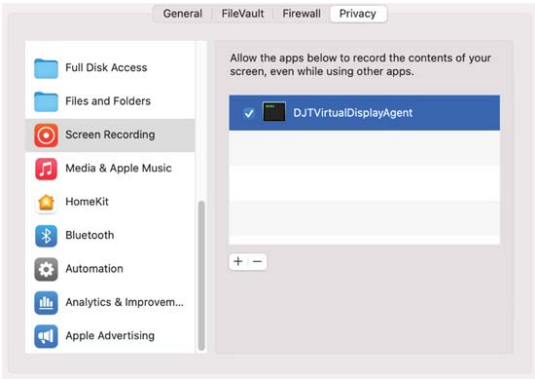 General FileVault Firewall Privacy
Full Disk Access
Files and Folders
Screen Recording
Media & Apple Music
HomeKit
Bluetooth
Automation
Analytics & Improvem...
Apple Advertising
Allow the apps below to record the contents of your
screen, even while using other apps.
DJTVirtualDisplayAgent
+ −